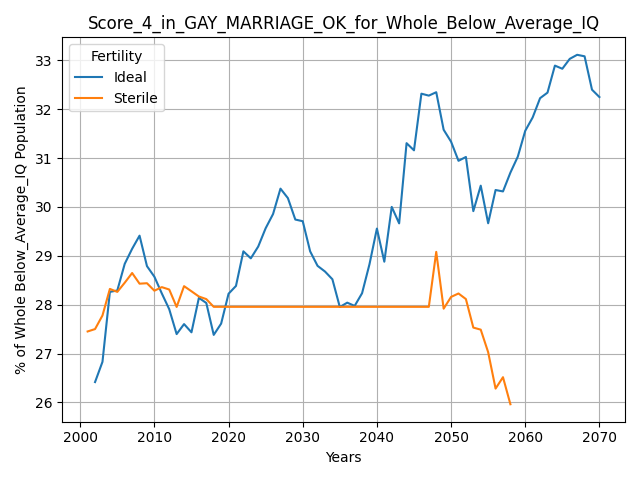 Score_4_in_GAY_MARRIAGE_OK_for_Whole_Below_Average_IQ
Fertility
Ideal
Sterile
% of Whole Below_Average_IQ Population
33
32
31
30
29
28
27
26
2000
2010
2020
2030
2040
2050
2060
2070
Years